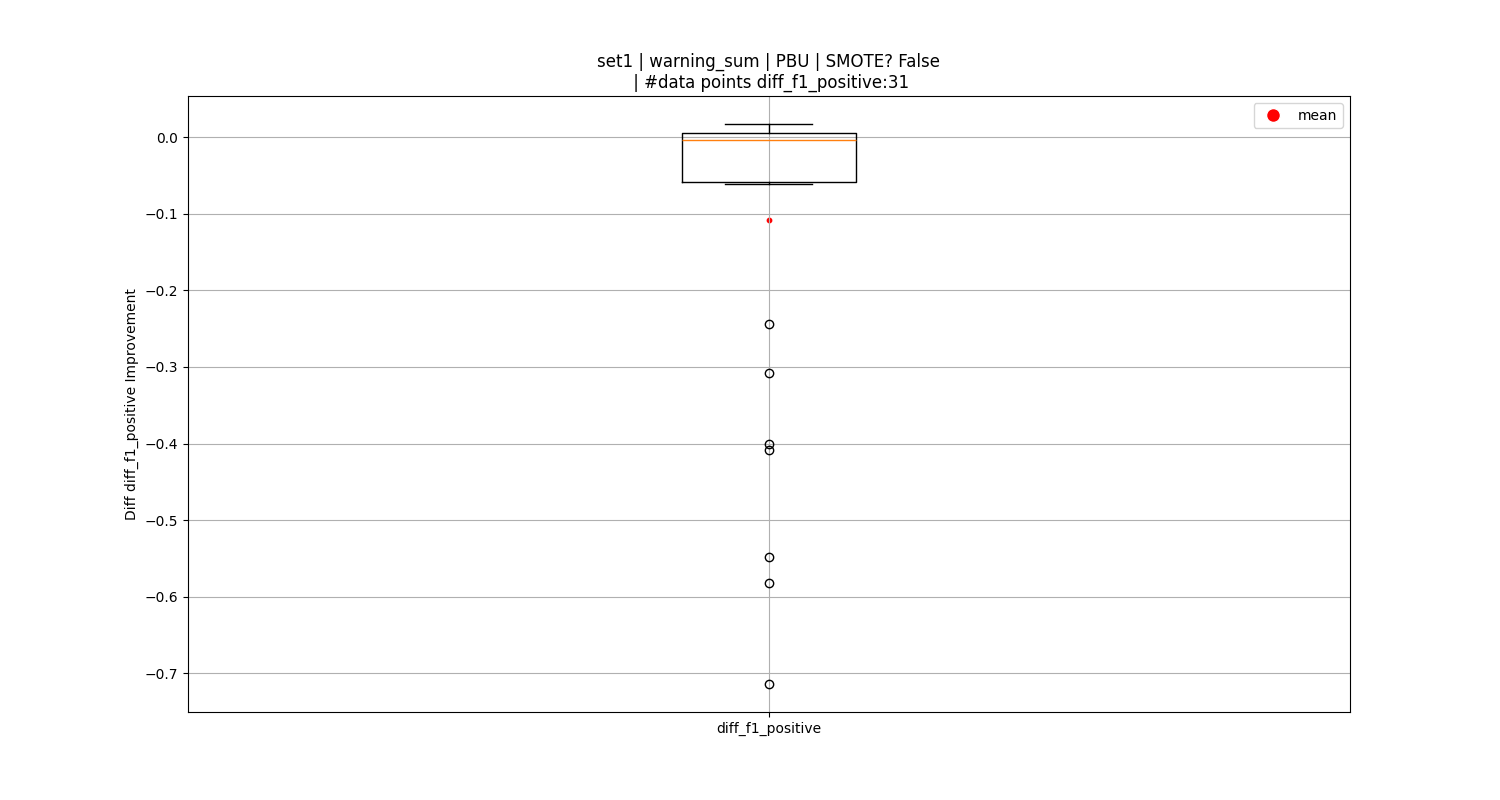 set1 | warning_sum | PBU | SMOTE? False
| #data points diff_f1_positive:31
mean
0.0
−0.1
−0.2
−0.3
−0.4
−0.5
−0.6
−0.7
Diff diff_f1_positive Improvement
diff_f1_positive